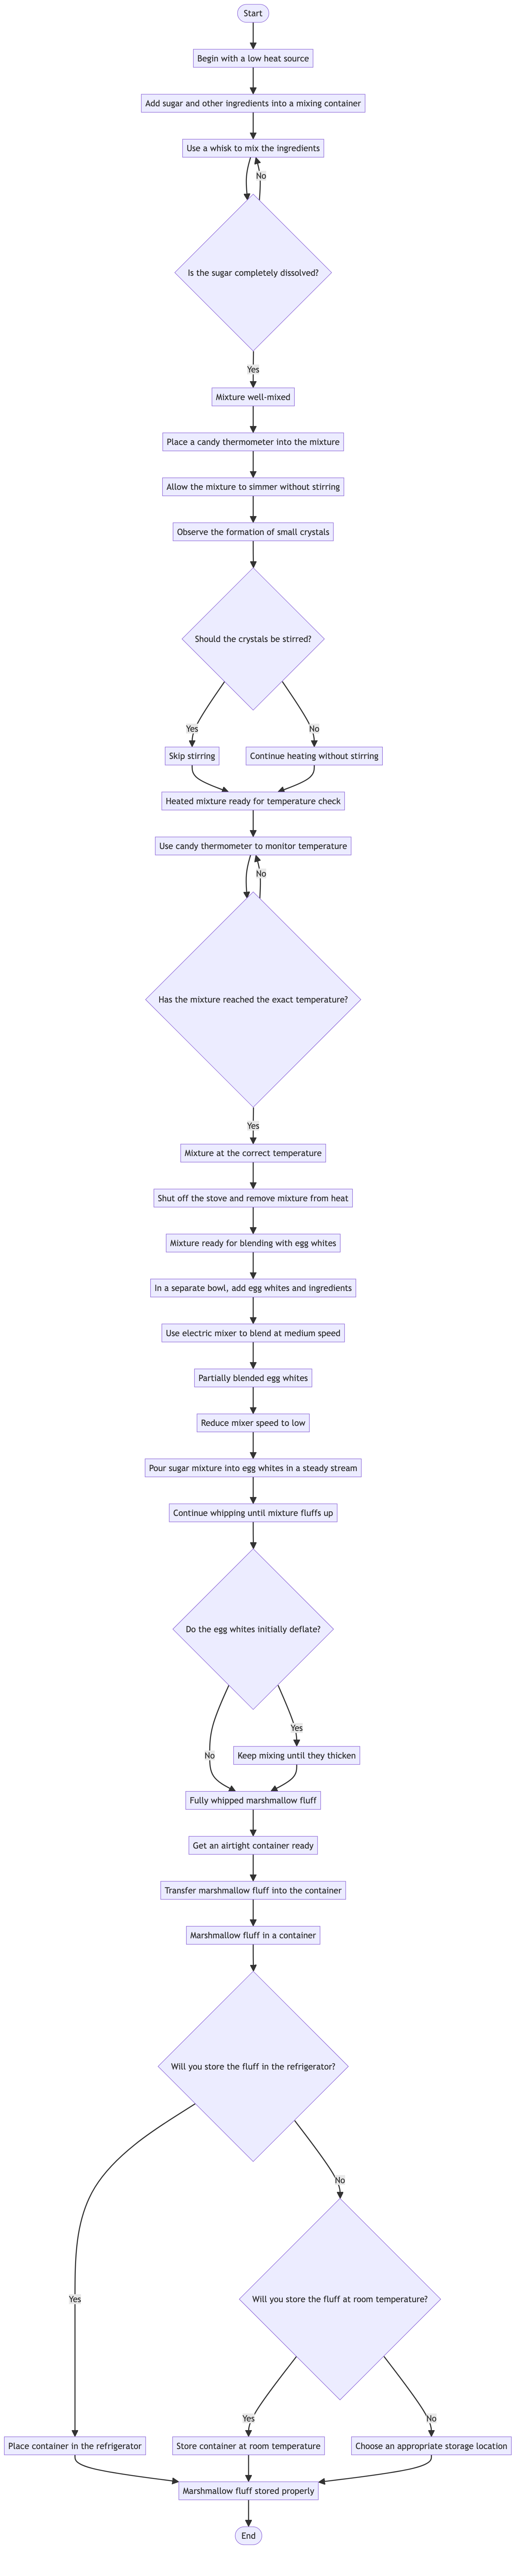 Start
Begin with a low heat source
Add sugar and other ingredients into a mixing container
Use a whisk to mix the ingredients
No
Is the sugar completely dissolved?
Yes
Mixture well-mixed
Place a candy thermometer into the mixture
Allow the mixture to simmer without stirring
Observe the formation of small crystals
Should the crystals be stirred?
Yes
No
Skip stirring
Continue heating without stirring
Heated mixture ready for temperature check
Use candy thermometer to monitor temperature
No
Has the mixture reached the exact temperature?
Yes
Mixture at the correct temperature
Shut off the stove and remove mixture from heat
Mixture ready for blending with egg whites
In a separate bowl, add egg whites and ingredients
Use electric mixer to blend at medium speed
Partially blended egg whites
Reduce mixer speed to low
Pour sugar mixture into egg whites in a steady stream
Continue whipping until mixture fluffs up
Do the egg whites initially deflate?
Yes
No
Keep mixing until they thicken
Fully whipped marshmallow fluff
Get an airtight container ready
Transfer marshmallow fluff into the container
Marshmallow fluff in a container
Will you store the fluff in the refrigerator?
No
Yes
Will you store the fluff at room temperature?
Yes
No
Place container in the refrigerator
Store container at room temperature
Choose an appropriate storage location
Marshmallow fluff stored properly
End